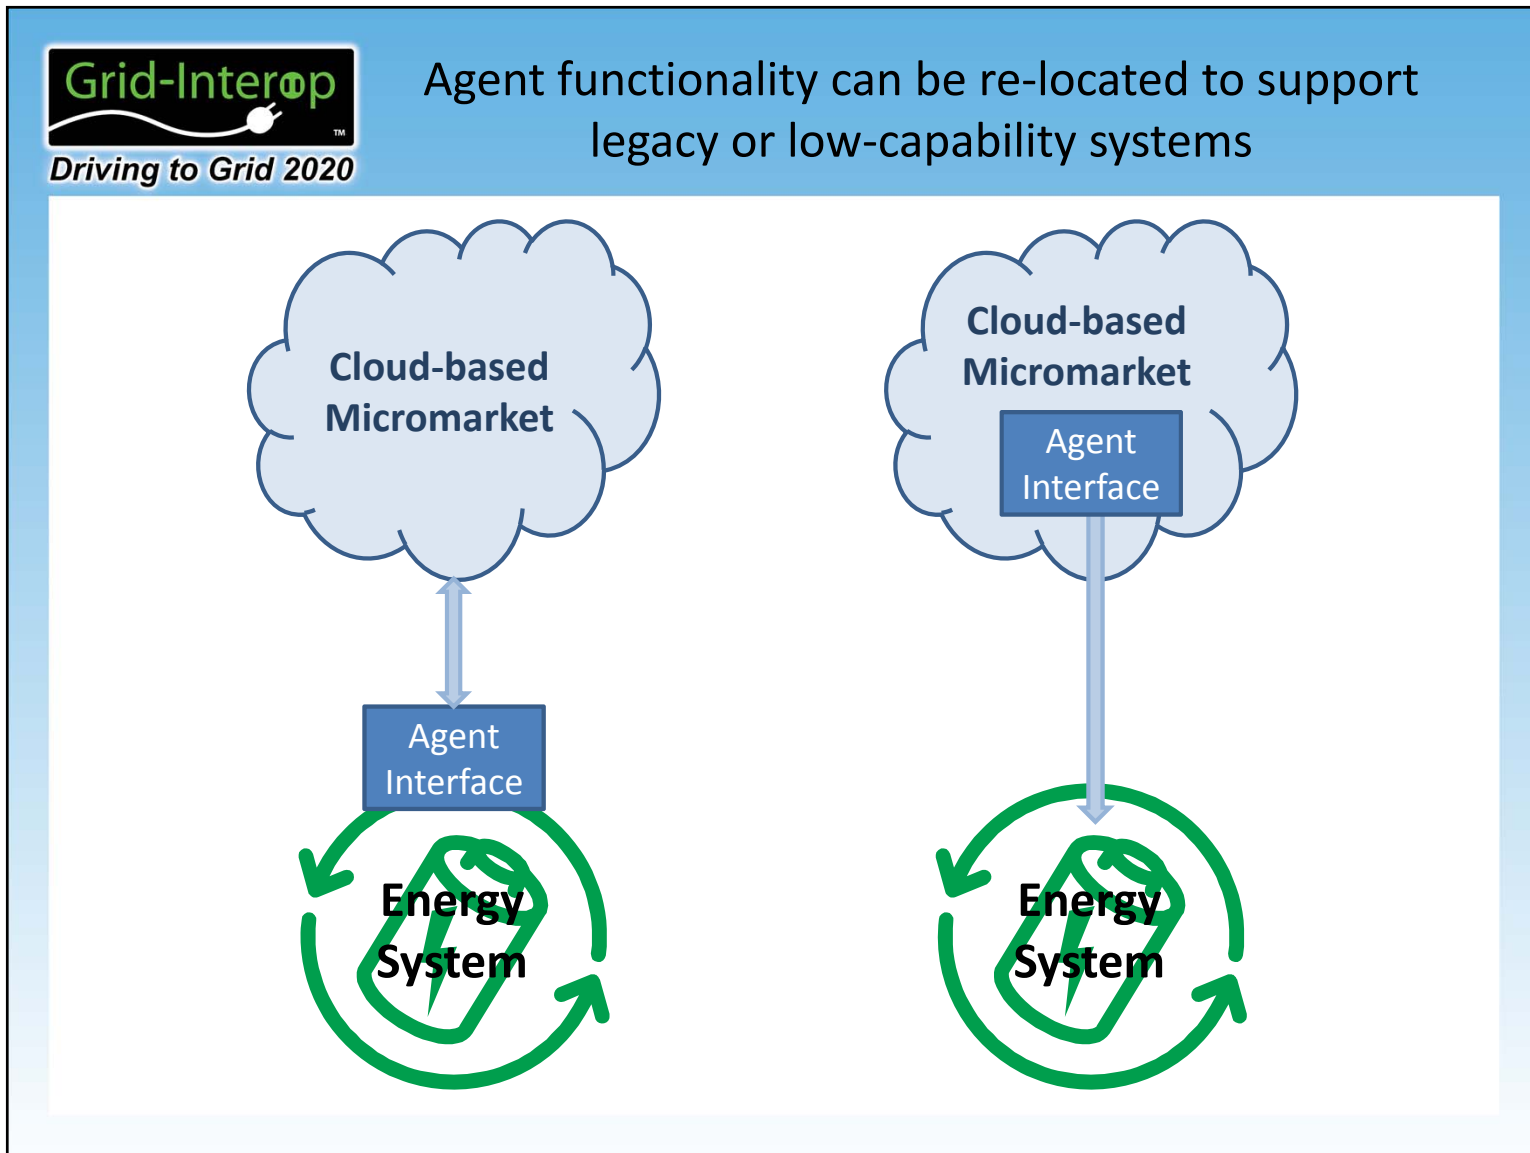 Grid-Interop
TM
Driving to Grid 2020
Agent functionality can be re-located to support
legacy or low-capability systems
Cloud-based
Micromarket
Agent
Interface
Energy
System
Cloud-based
Micromarket
Agent
Interface
Energy
System